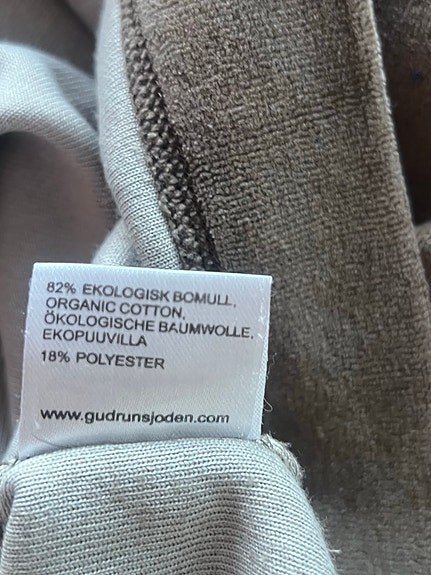 82% EKOLOGISK BOMULL,
ORGANIC COTTON,
ÖKOLOGISCHE BAUMWOLLE,
EKOPUUVILLA
18% POLYESTER
www.gudrunsjoden.com